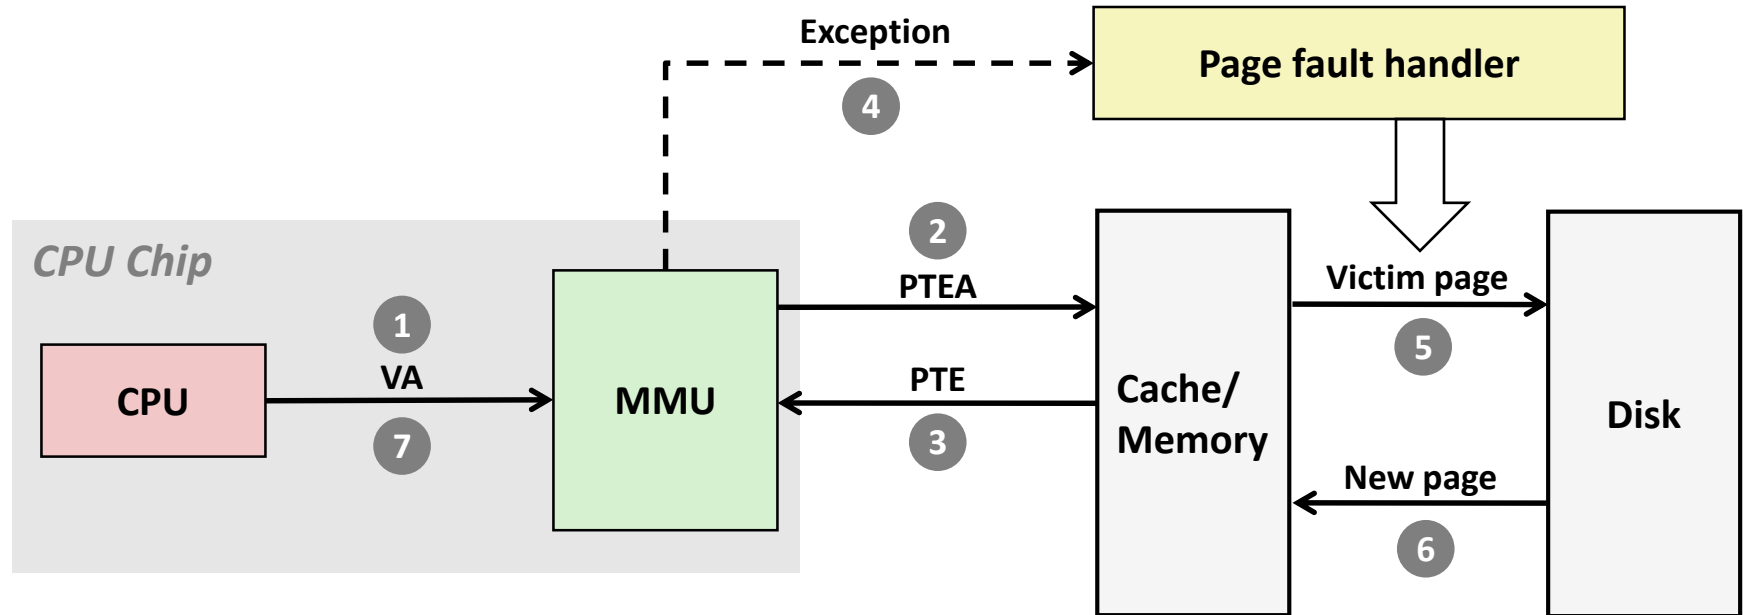 Exception
Page fault handler
4
2
CPU Chip
PTEA
Victim page
1
5
VA
PTE
CPU
MMU
Cache/
Memory
Disk
7
3
New page
6